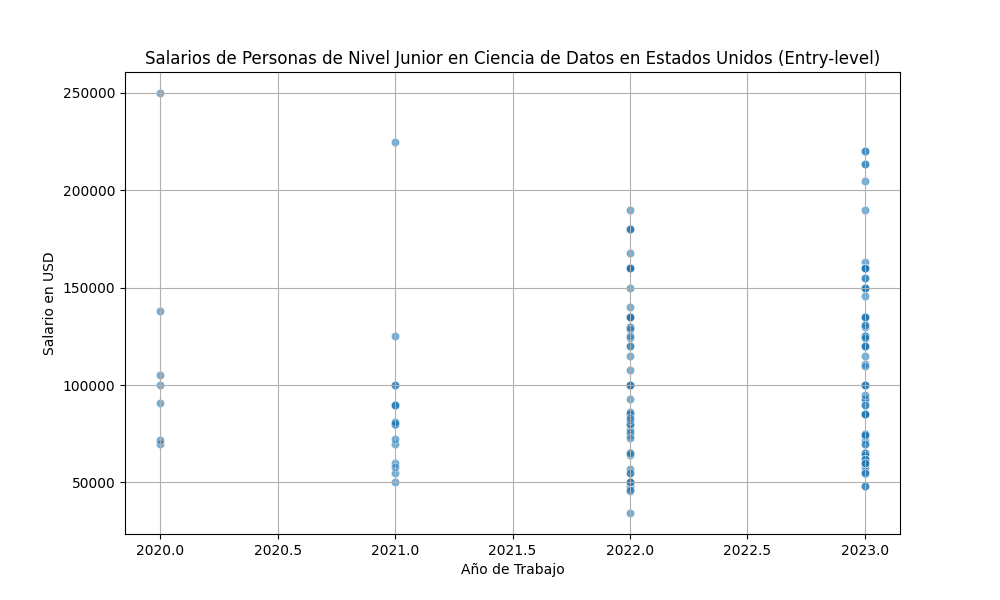 Salarios de Personas de Nivel Junior en Ciencia de Datos en Estados Unidos (Entry-level)
250000
200000
150000
100000
50000
Salario en USD
2020.0 2020.5 2021.0 2021.5 2022.0 2022.5 2023.0
Año de Trabajo